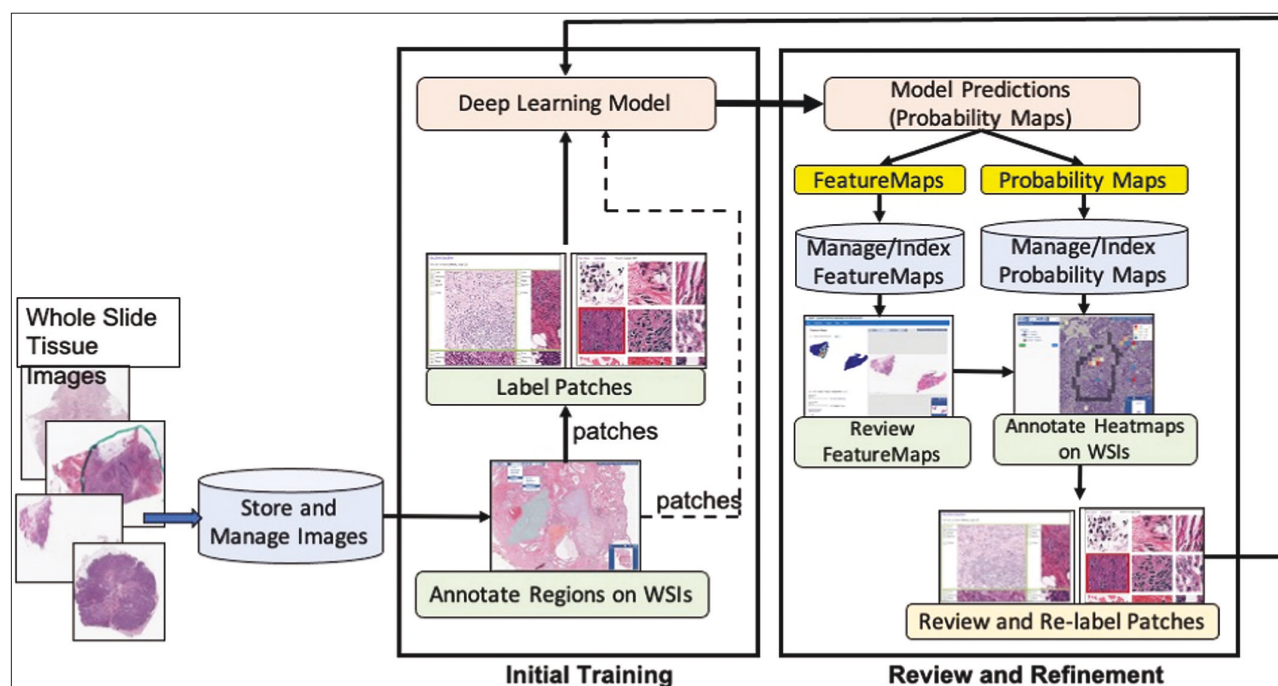 Whole Slide
Tissue
Images
Store and
Manage Images
Deep Learning Model
Label Patches
patches
patches
Annotate Regions on WSIs
Initial Training
Model Predictions
(Probability Maps)
FeatureMaps
Probability Maps
Manage/Index
FeatureMaps
Manage/Index
Probability Maps
Review
FeatureMaps
Annotate Heatmaps
on WSIs
Review and Re-label Patches
Review and Refinement